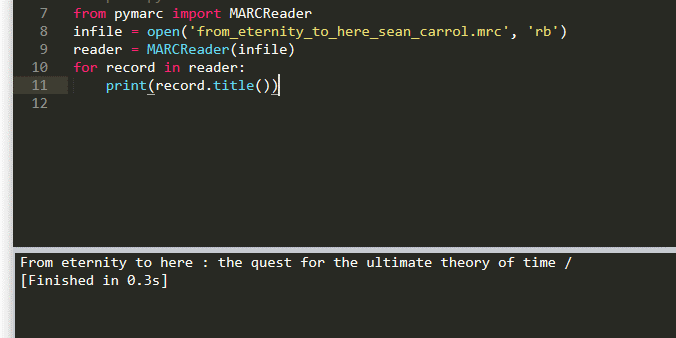 7 from pymarc import MARCReader
8 infile = open('from_eternity_to_here_sean_carrol.mrc', 'rb')
9 reader = MARCReader(infile)
10 for record in reader:
11     print(record.title())
12
From eternity to here : the quest for the ultimate theory of time /
[Finished in 0.3s]